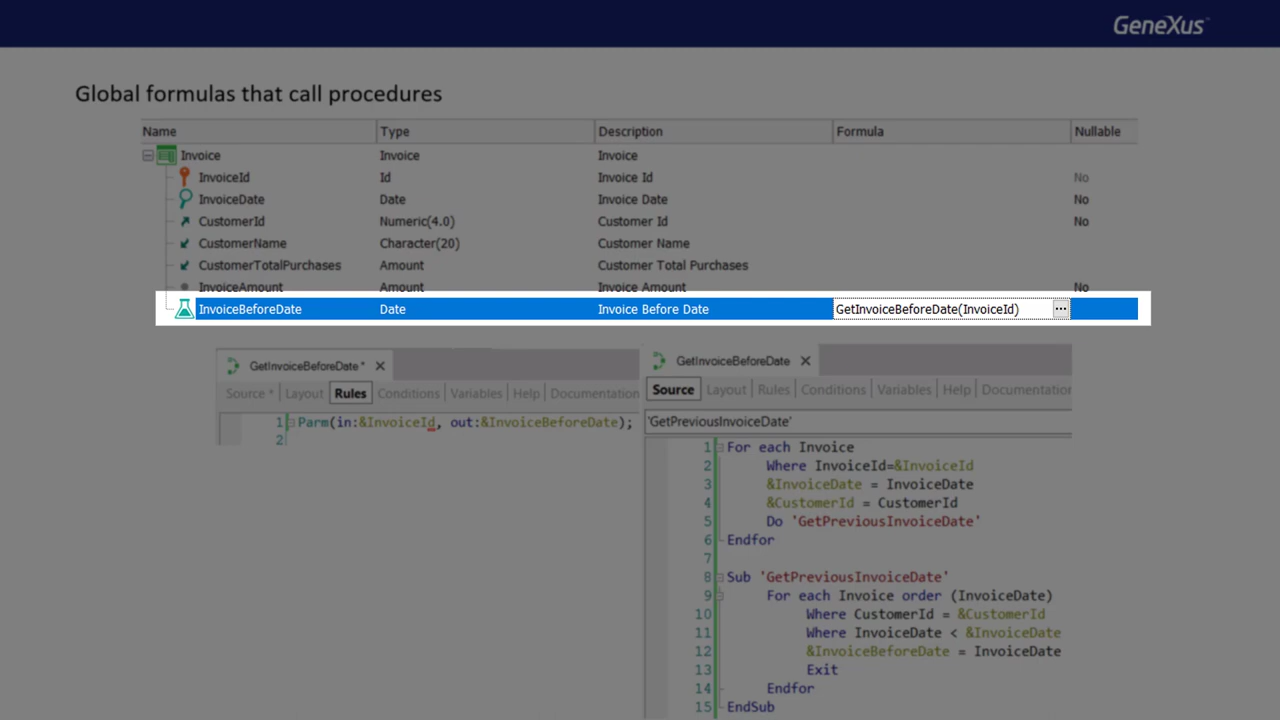 GeneXus™
Global formulas that call procedures
Name Type Description Formula Nullable
Invoice Invoice Invoice
InvoiceId Id Invoice Id No
InvoiceDate Date Invoice Date No
CustomerId Numeric(4.0) Customer Id No
CustomerName Character(20) Customer Name
CustomerTotalPurchases Amount Customer Total Purchases
InvoiceAmount Amount Invoice Amount No
InvoiceBeforeDate Date Invoice Before Date GetInvoiceBeforeDate(InvoiceId) ...
GetInvoiceBeforeDate *
Source * Layout Rules Conditions Variables Help Documentation
1 Parm(in:&InvoiceId, out:&InvoiceBeforeDate);
2
GetInvoiceBeforeDate
Source Layout Rules Conditions Variables Help Documentation
'GetPreviousInvoiceDate'
1 For each Invoice
2 Where InvoiceId=&InvoiceId
3 &InvoiceDate = InvoiceDate
4 &CustomerId = CustomerId
5 Do 'GetPreviousInvoiceDate'
6 Endfor
7
8 Sub 'GetPreviousInvoiceDate'
9 For each Invoice order (InvoiceDate)
10 Where CustomerId = &CustomerId
11 Where InvoiceDate < &InvoiceDate
12 &InvoiceBeforeDate = InvoiceDate
13 Exit
14 Endfor
15 EndSub